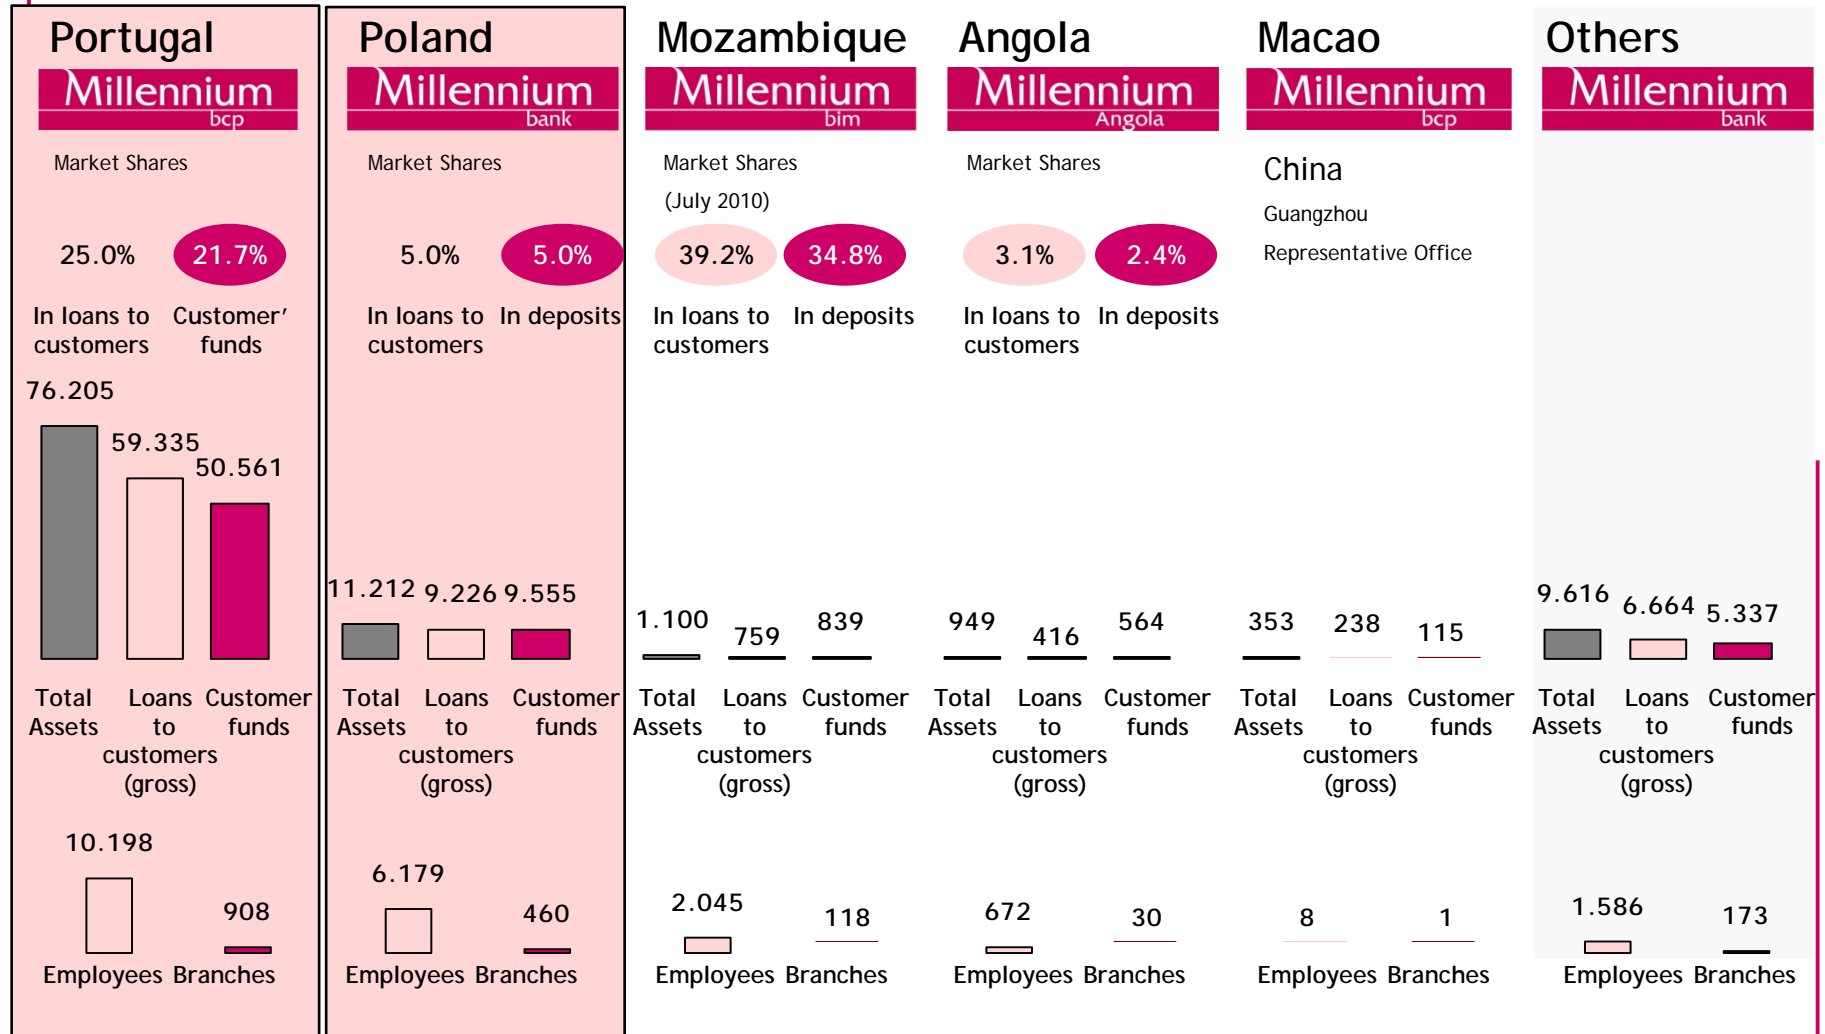 Portugal
Millennium
bcp
Market Shares
25.0% 21.7%
In loans to customers
Customer' funds
76.205
59.335
50.561
Total Assets
Loans to customers (gross)
Customer funds
10.198
908
Employees Branches
Poland
Millennium
bank
Market Shares
5.0% 5.0%
In loans to customers
In deposits
11.212 9.226 9.555
Total Assets
Loans to customers (gross)
Customer funds
6.179
460
Employees Branches
Mozambique
Millennium
bim
Market Shares
(July 2010)
39.2% 34.8%
In loans to customers
In deposits
1.100 759 839
Total Assets
Loans to customers (gross)
Customer funds
2.045
118
Employees Branches
Angola
Millennium
Angola
Market Shares
3.1% 2.4%
In loans to customers
In deposits
949 416 564
Total Assets
Loans to customers (gross)
Customer funds
672
30
Employees Branches
Macao
Millennium
bcp
China
Guangzhou
Representative Office
353 238 115
Total Assets
Loans to customers (gross)
Customer funds
8 1
Employees Branches
Others
Millennium
bank
9.616 6.664 5.337
Total Assets
Loans to customers (gross)
Customer funds
1.586
173
Employees Branches